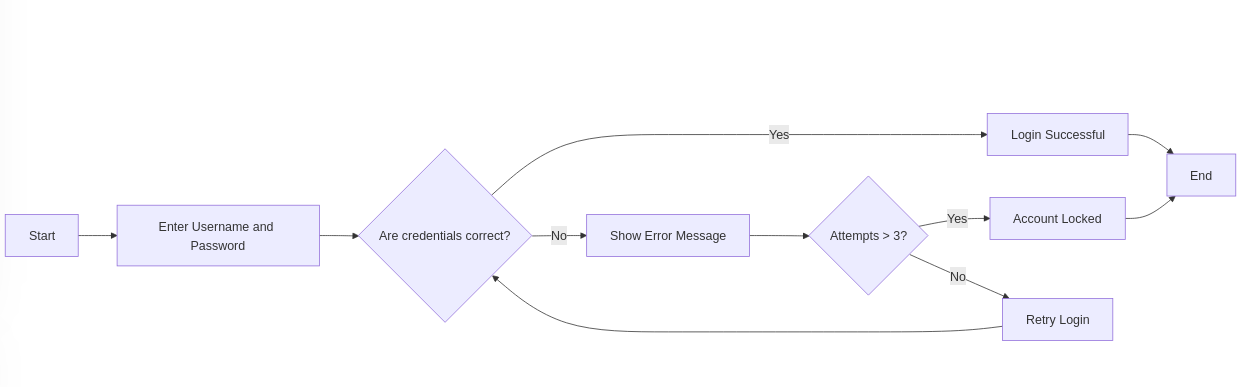 Start
Enter Username and
Password
Are credentials correct?
Yes
No
Show Error Message
Attempts > 3?
Yes
No
Login Successful
Account Locked
Retry Login
End